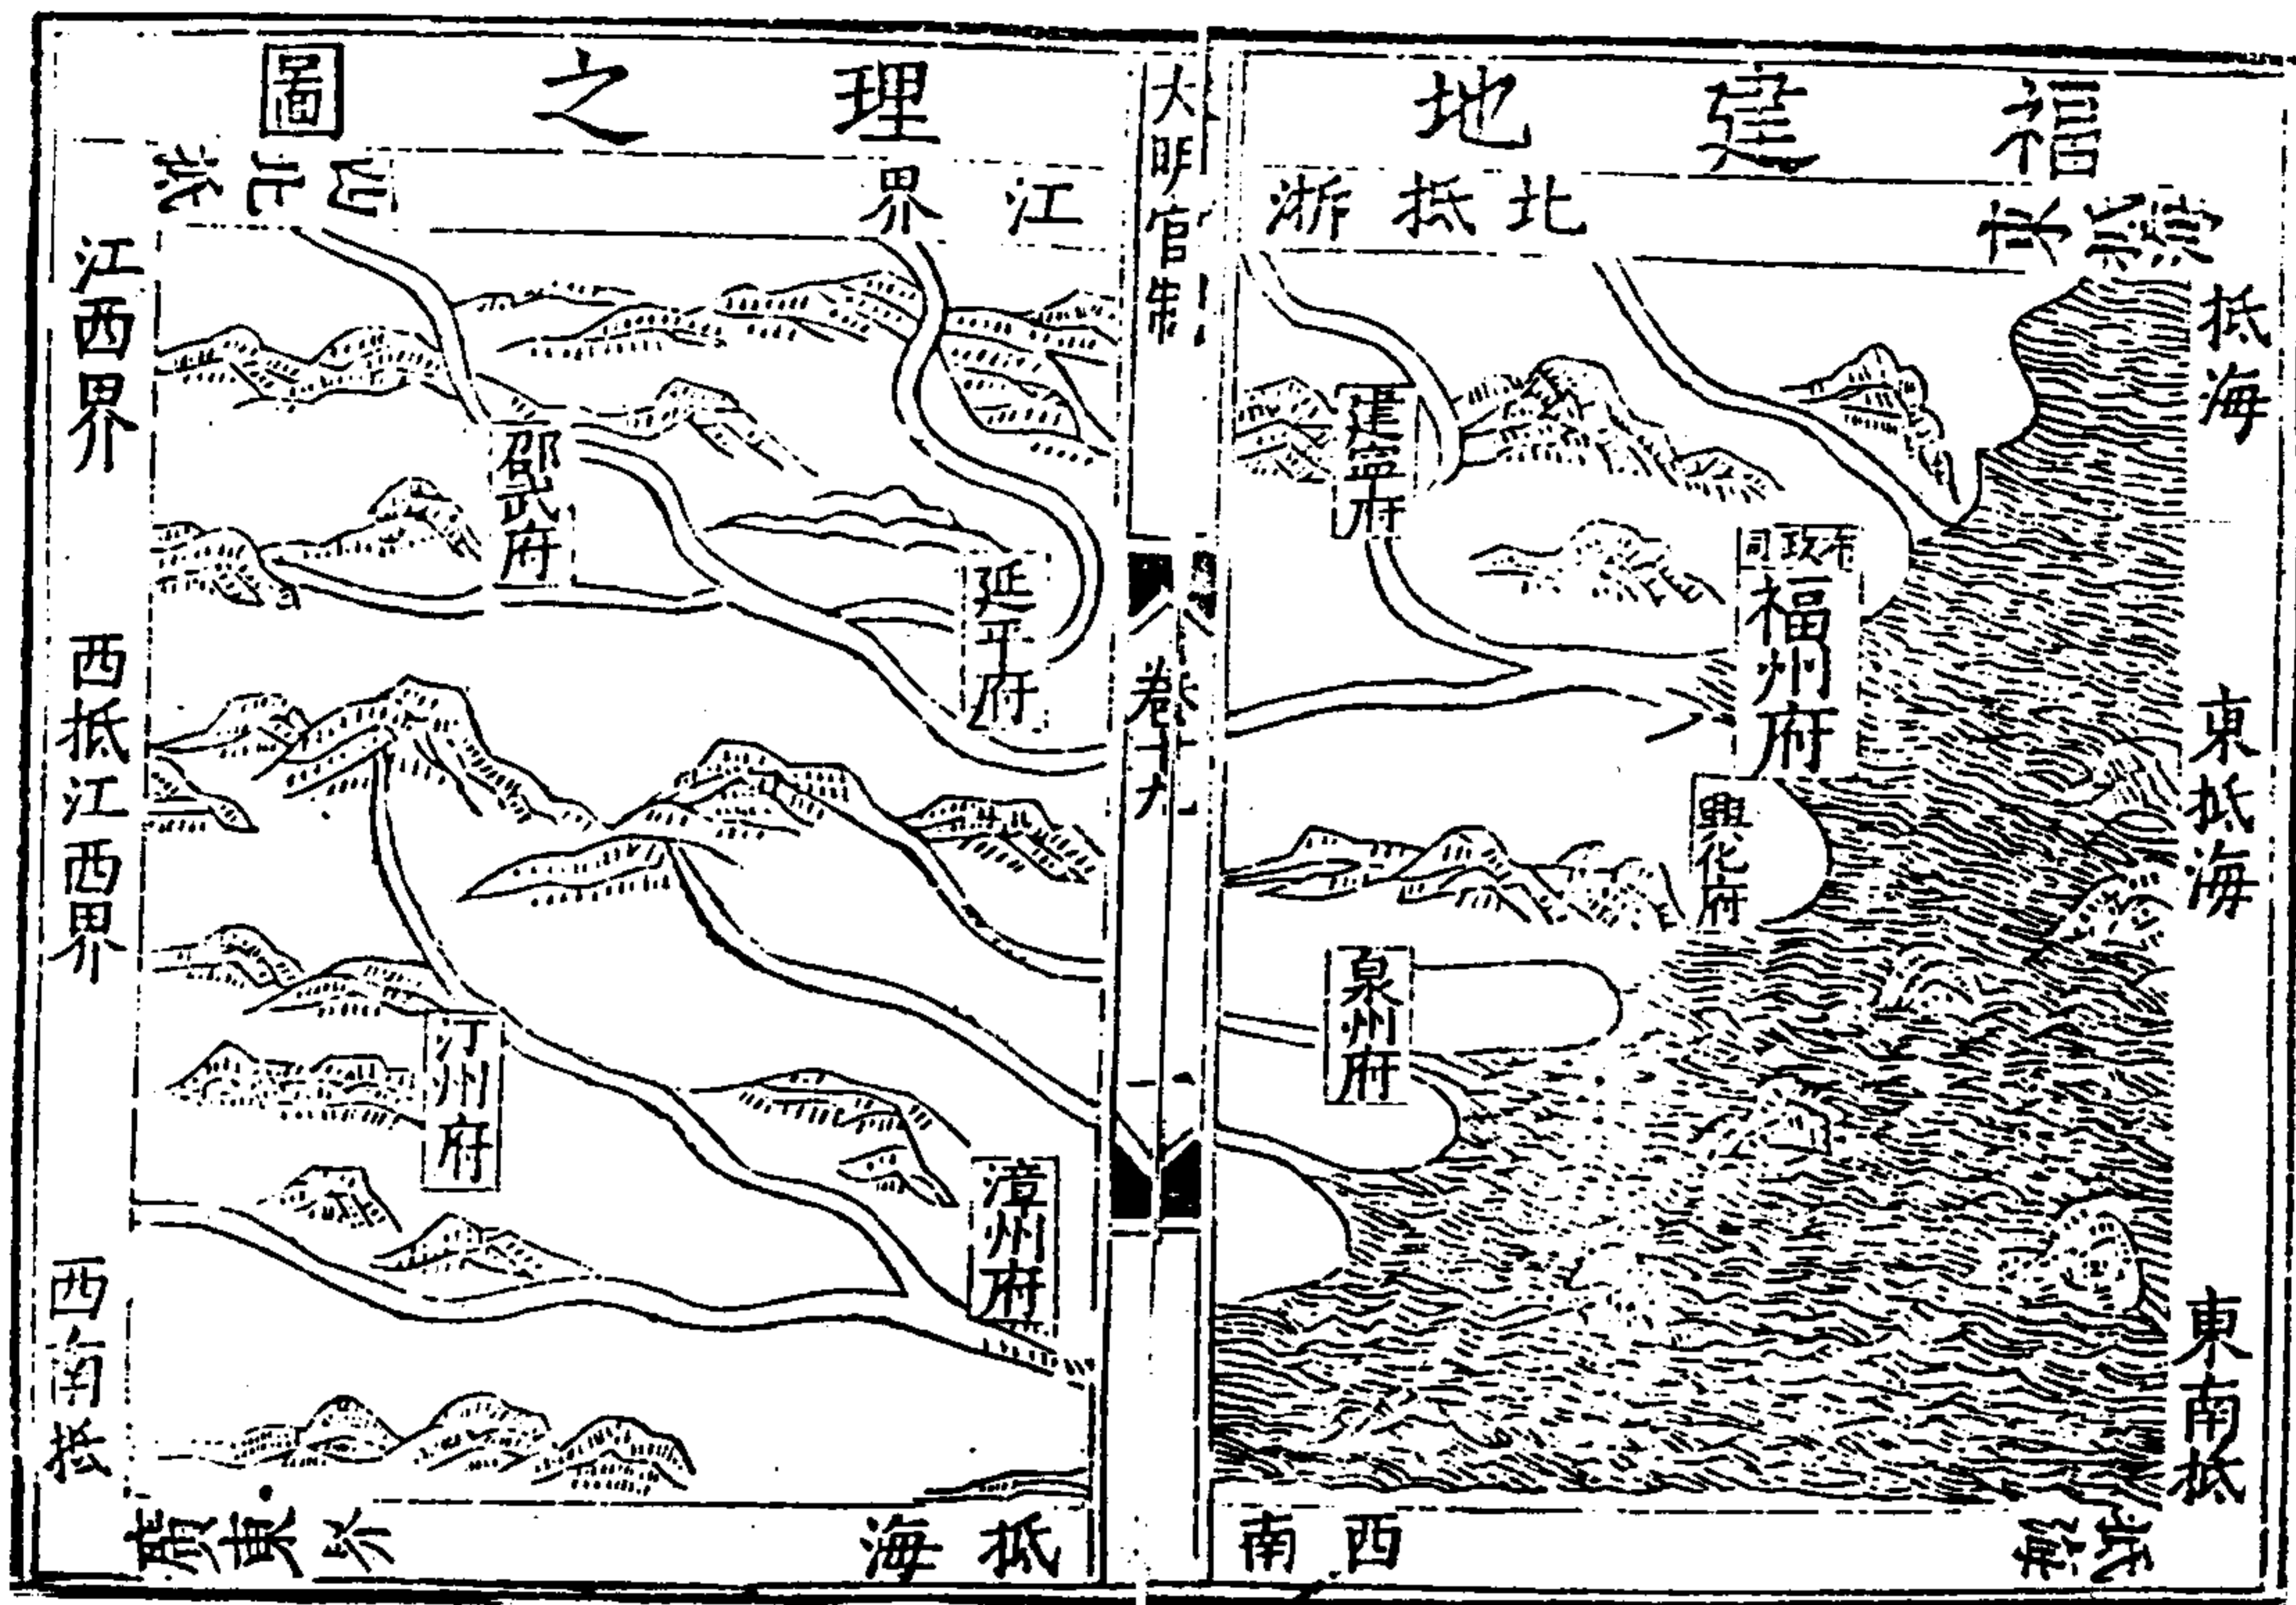 福建地理之圖
大明官制
卷十九
北抵浙江界
抵海
東抵海
東南抵
西南抵海
江西界
西抵江西界
西南抵
建寧府
布政司
福州府
興化府
泉州府
邵武府
延平府
汀州府
漳州府